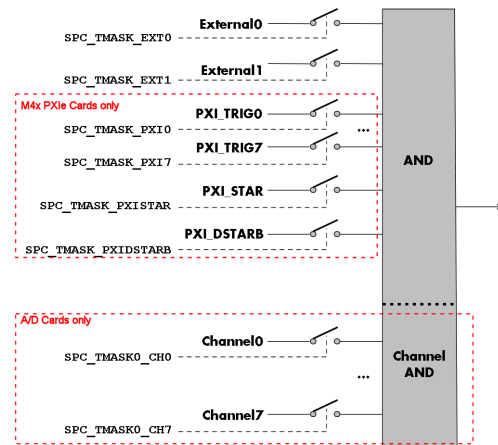 External0
SPC_TMASK_EXT0
External1
SPC_TMASK_EXT1
M4x PXIe Cards only
PXI_TRIG0
SPC_TMASK_PXI0
...
PXI_TRIG7
SPC_TMASK_PXI7
AND
PXI_STAR
SPC_TMASK_PXISTAR
PXI_DSTARB
SPC_TMASK_PXIDSTARB
A/D Cards only
Channel0
SPC_TMASK0_CH0
Channel
AND
...
Channel7
SPC_TMASK0_CH7